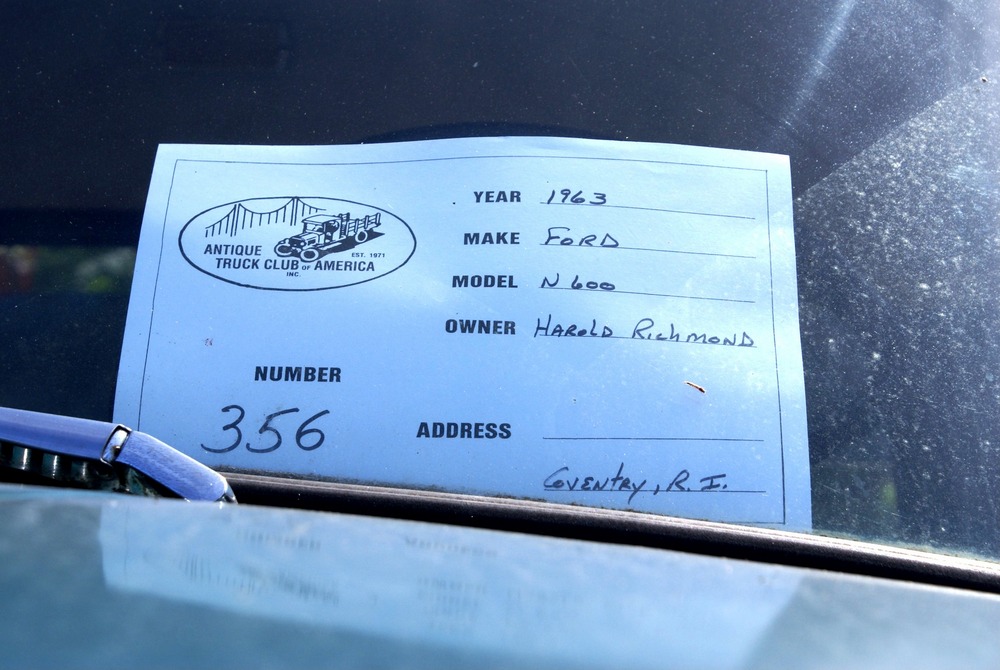 ANTIQUE
EST. 1971
TRUCK CLUB OF AMERICA
INC.
YEAR 1963
MAKE FORD
MODEL N600
OWNER HAROLD RICHMOND
NUMBER
356
ADDRESS
COVENTRY, R.I.